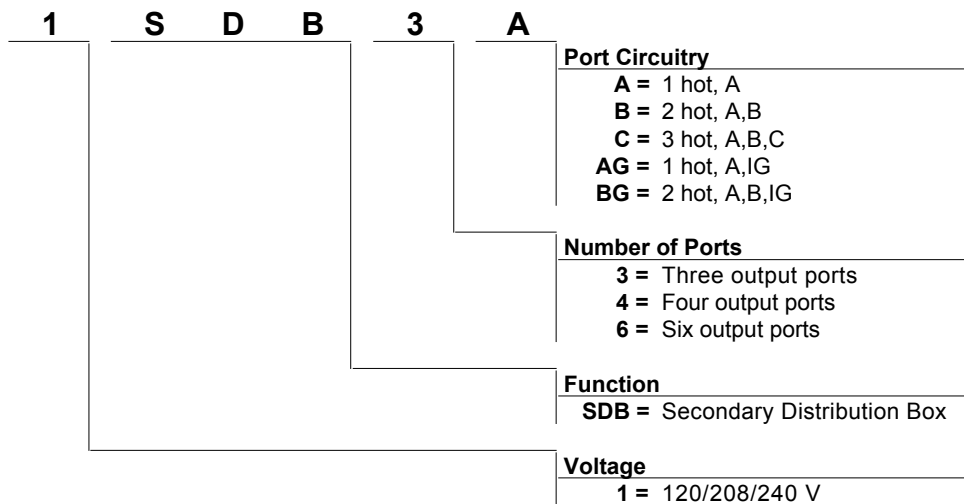 1 S D B 3 A
Port Circuitry
A = 1 hot, A
B = 2 hot, A,B
C = 3 hot, A,B,C
AG = 1 hot, A,IG
BG = 2 hot, A,B,IG
Number of Ports
3 = Three output ports
4 = Four output ports
6 = Six output ports
Function
SDB = Secondary Distribution Box
Voltage
1 = 120/208/240 V